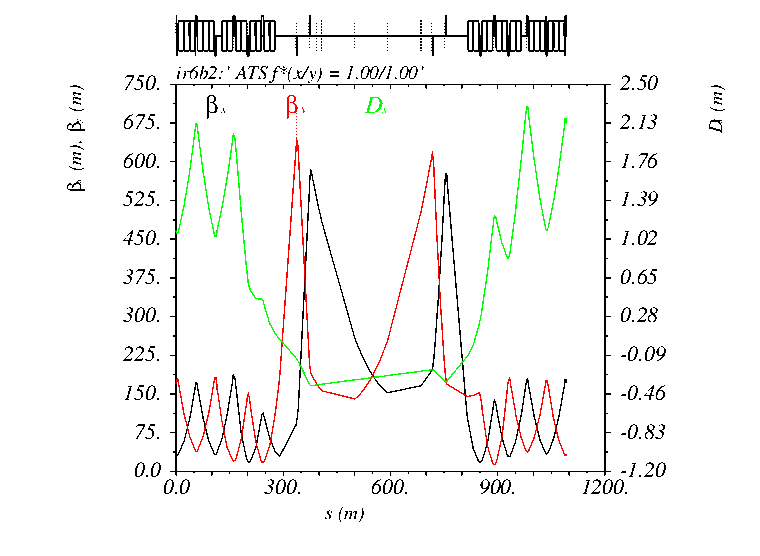 ir6b2:' ATS f*(x/y) = 1.00/1.00'
βx (m), βy (m)
Dx (m)
βx βy Dx
750. 2.50
675. 2.13
600. 1.76
525. 1.39
450. 1.02
375. 0.65
300. 0.28
225. -0.09
150. -0.46
75. -0.83
0.0 -1.20
0.0 300. 600. 900. 1200.
s (m)